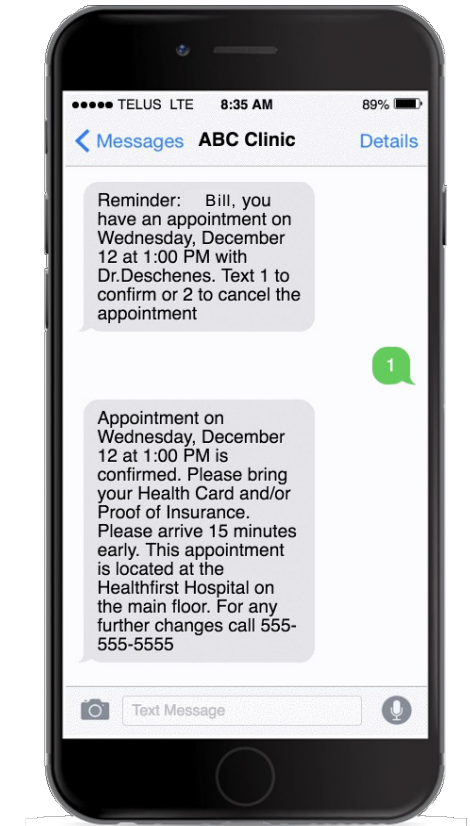 TELUS LTE 8:35 AM 89%
Messages ABC Clinic Details
Reminder: Bill, you
have an appointment on
Wednesday, December
12 at 1:00 PM with
Dr.Deschenes. Text 1 to
confirm or 2 to cancel the
appointment
1
Appointment on
Wednesday, December
12 at 1:00 PM is
confirmed. Please bring
your Health Card and/or
Proof of Insurance.
Please arrive 15 minutes
early. This appointment
is located at the
Healthfirst Hospital on
the main floor. For any
further changes call 555-
555-5555
Text Message